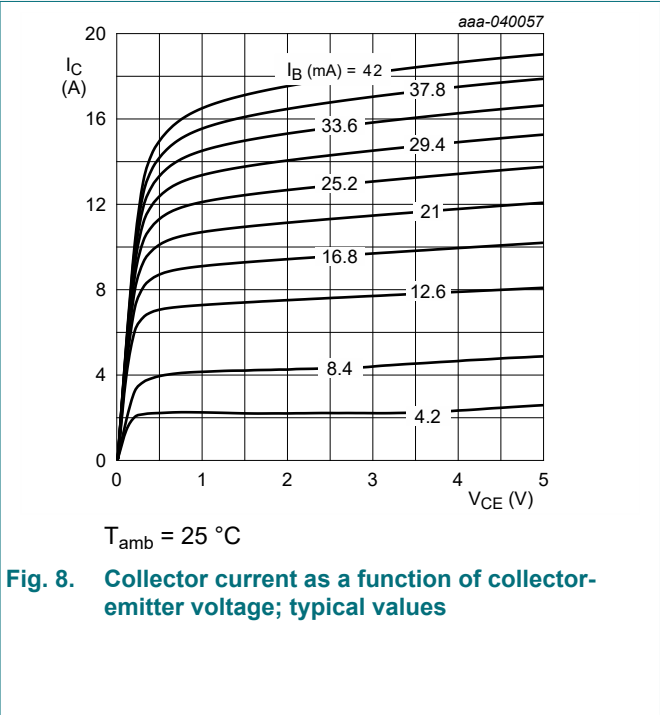 aaa-040057
20
I_C
(A)
I_B (mA) = 42
37.8
16
33.6
29.4
25.2
12
21
16.8
8
12.6
4
8.4
4.2
0
0 1 2 3 4 5
V_CE (V)
T_amb = 25 °C
Fig. 8. Collector current as a function of collector-
emitter voltage; typical values